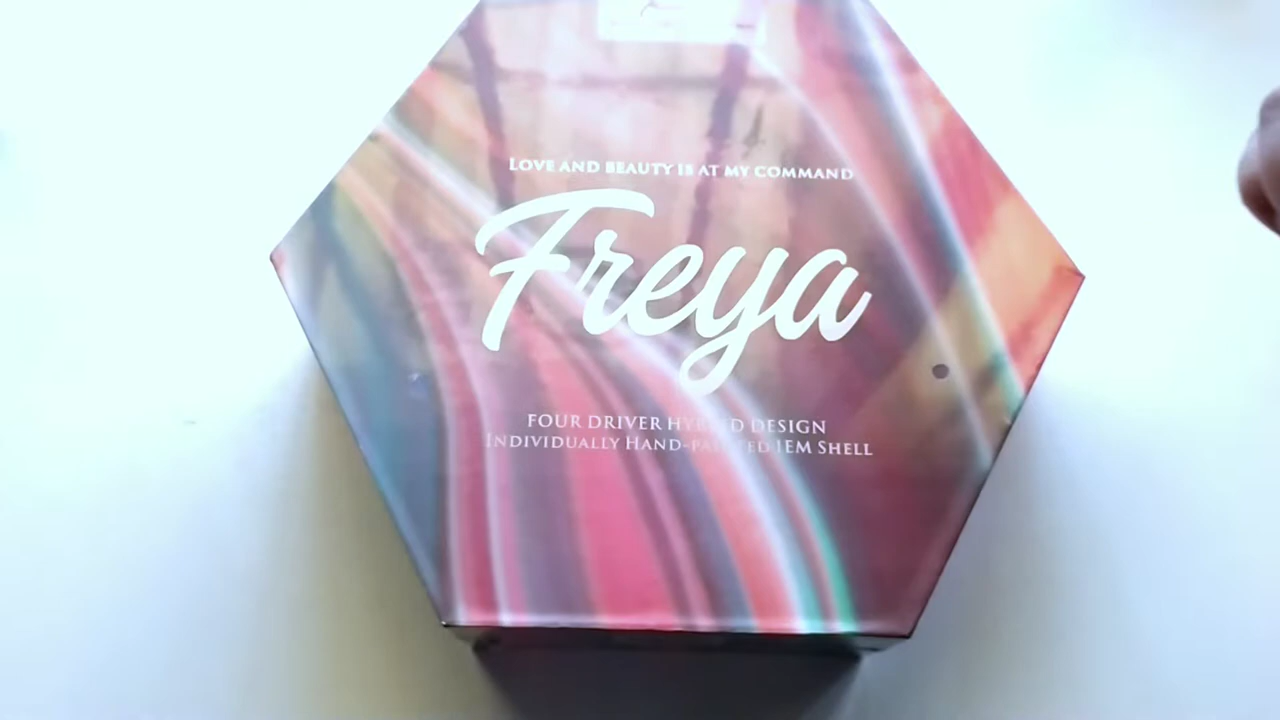 LOVE AND BEAUTY IS AT MY COMMAND
Freya
FOUR DRIVER HYBRID DESIGN
INDIVIDUALLY HAND-PAINTED IEM SHELL